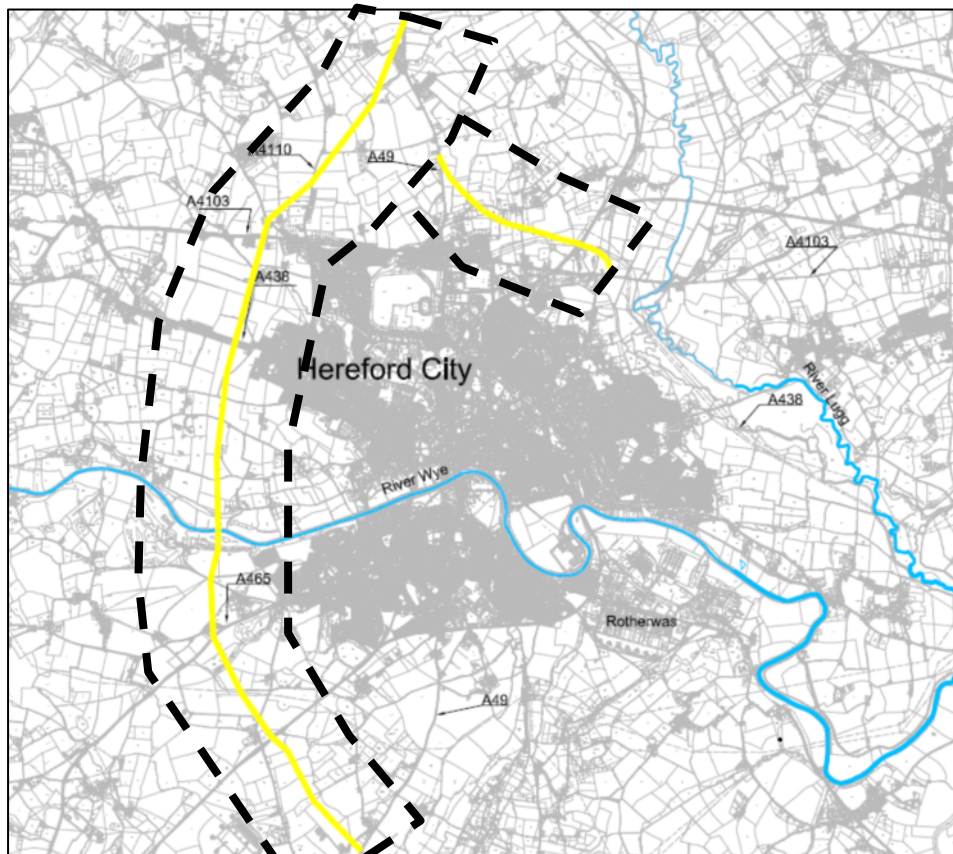 A4110
A49
A4103
A4103
A438
Hereford City
River Lugg
A438
River Wye
A465
Rotherwas
A49